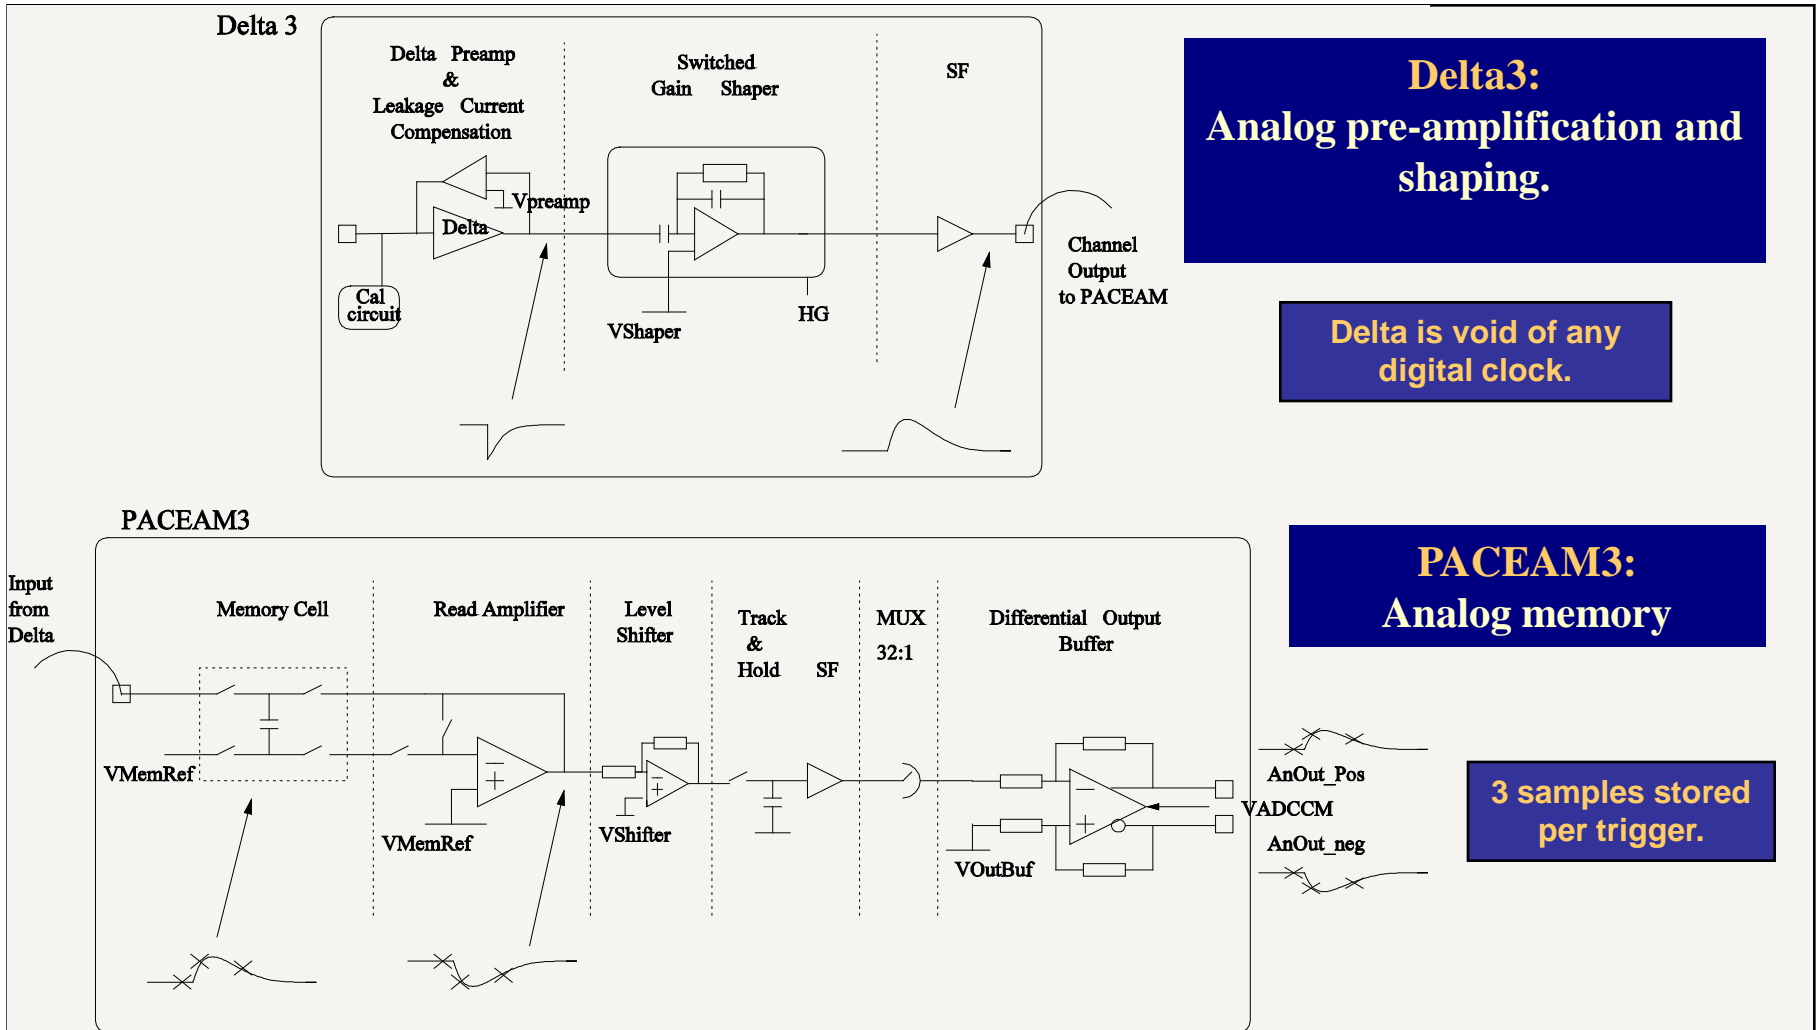 Delta 3
Delta Preamp
&
Leakage Current
Compensation
Switched
Gain Shaper
SF
Vpreamp
Delta
Cal
circuit
VShaper
HG
Channel
Output
to PACEAM
Delta3:
Analog pre-amplification and
shaping.
Delta is void of any
digital clock.
PACEAM3
Input
from
Delta
Memory Cell
Read Amplifier
Level
Shifter
Track
&
Hold
SF
MUX
32:1
Differential Output
Buffer
VMemRef
VMemRef
VShifter
VOutBuf
AnOut_Pos
VADCCM
AnOut_neg
PACEAM3:
Analog memory
3 samples stored
per trigger.